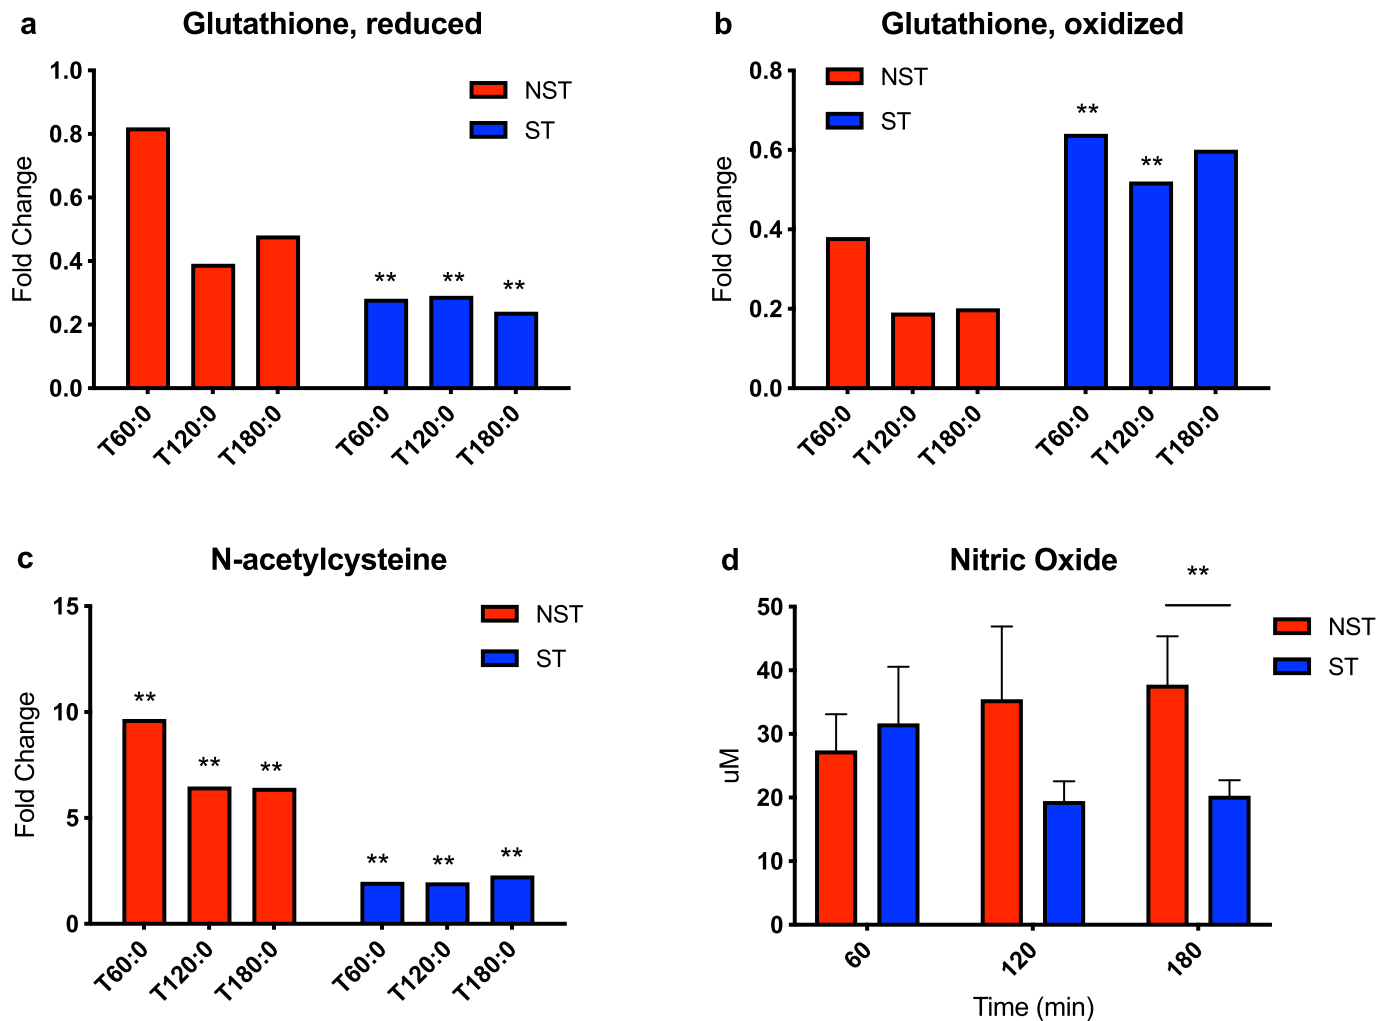 a Glutathione, reduced
1.0
0.8
0.6
0.4
0.2
0.0
Fold Change
NST
ST
** ** **
T60:0 T120:0 T180:0 T60:0 T120:0 T180:0
b Glutathione, oxidized
0.8
0.6
0.4
0.2
0.0
Fold Change
NST
ST
** **
T60:0 T120:0 T180:0 T60:0 T120:0 T180:0
c N-acetylcysteine
15
10
5
0
Fold Change
NST
ST
** ** ** ** ** **
T60:0 T120:0 T180:0 T60:0 T120:0 T180:0
d Nitric Oxide
50
40
30
20
10
0
uM
**
NST
ST
60 120 180
Time (min)